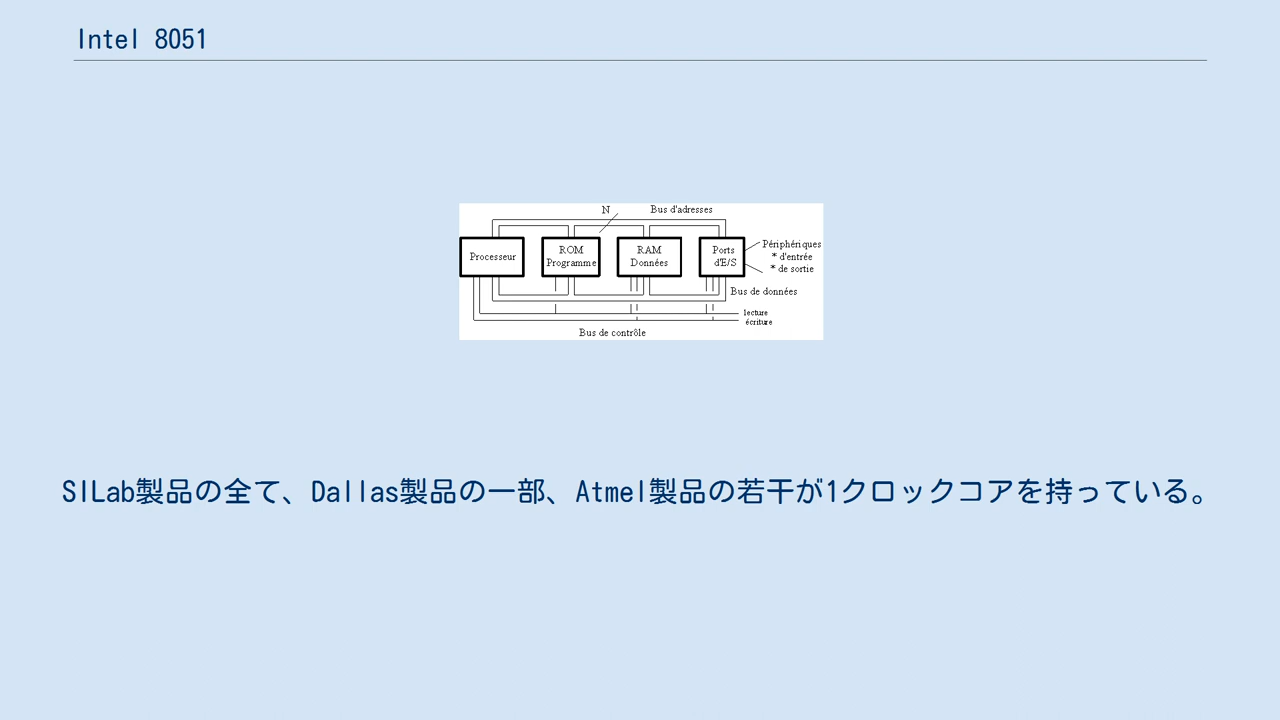 Intel 8051
N
Bus d'adresses
Processeur
ROM
Programme
RAM
Données
Ports
d'E/S
Périphériques
* d'entrée
* de sortie
Bus de données
lecture
écriture
Bus de contrôle
SILab製品の全て、Dallas製品の一部、Atmel製品の若干が1クロックコアを持っている。